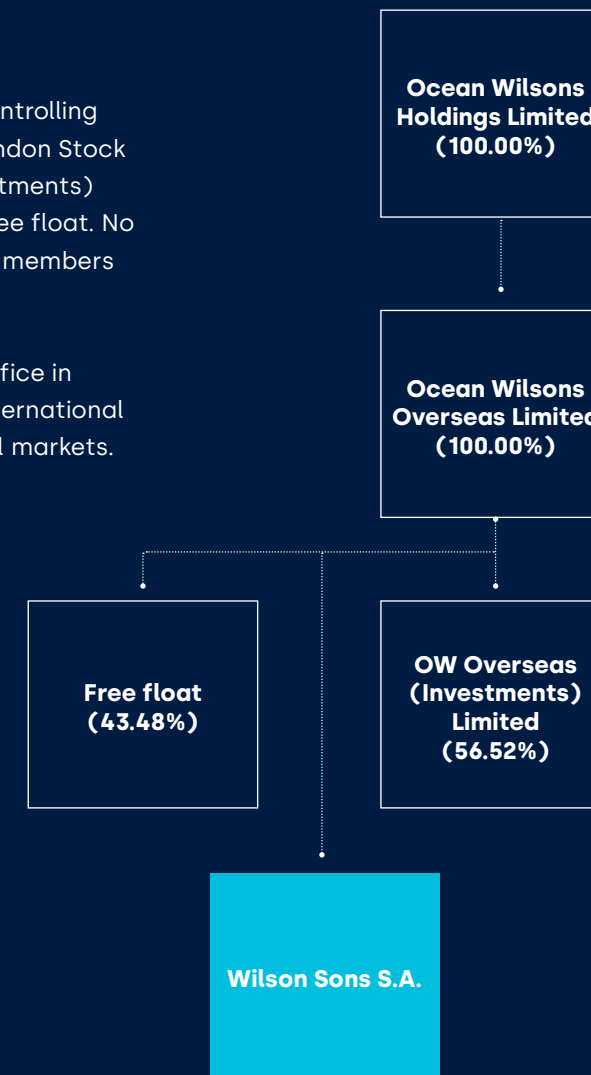 ntrolling
ndon Stock
tments)
ee float. No
members
fice in
ernational
l markets.
Ocean Wilsons
Holdings Limited
(100.00%)
Ocean Wilsons
Overseas Limited
(100.00%)
Free float
(43.48%)
OW Overseas
(Investments)
Limited
(56.52%)
Wilson Sons S.A.